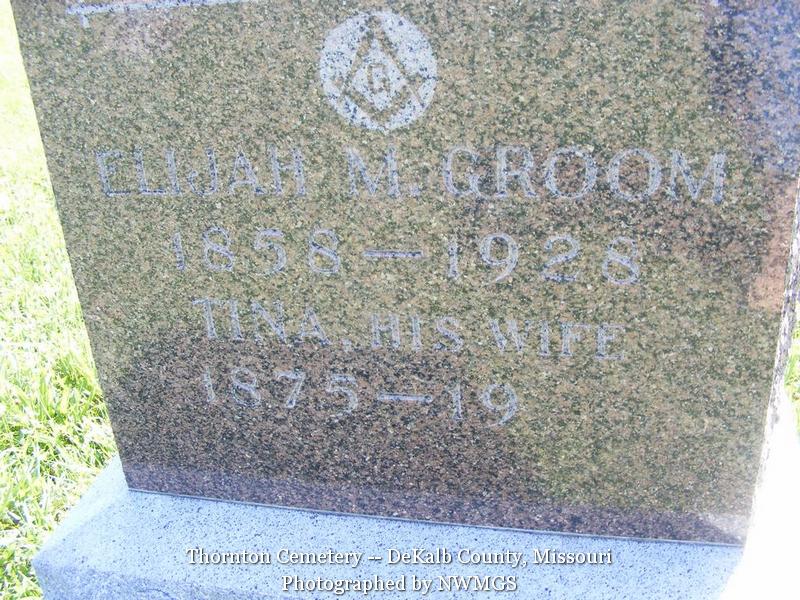 G
ELIJAH M. GROOM
1858 — 1928
TINA, HIS WIFE
1875 — 19
Thornton Cemetery -- DeKalb County, Missouri
Photographed by NWMGS